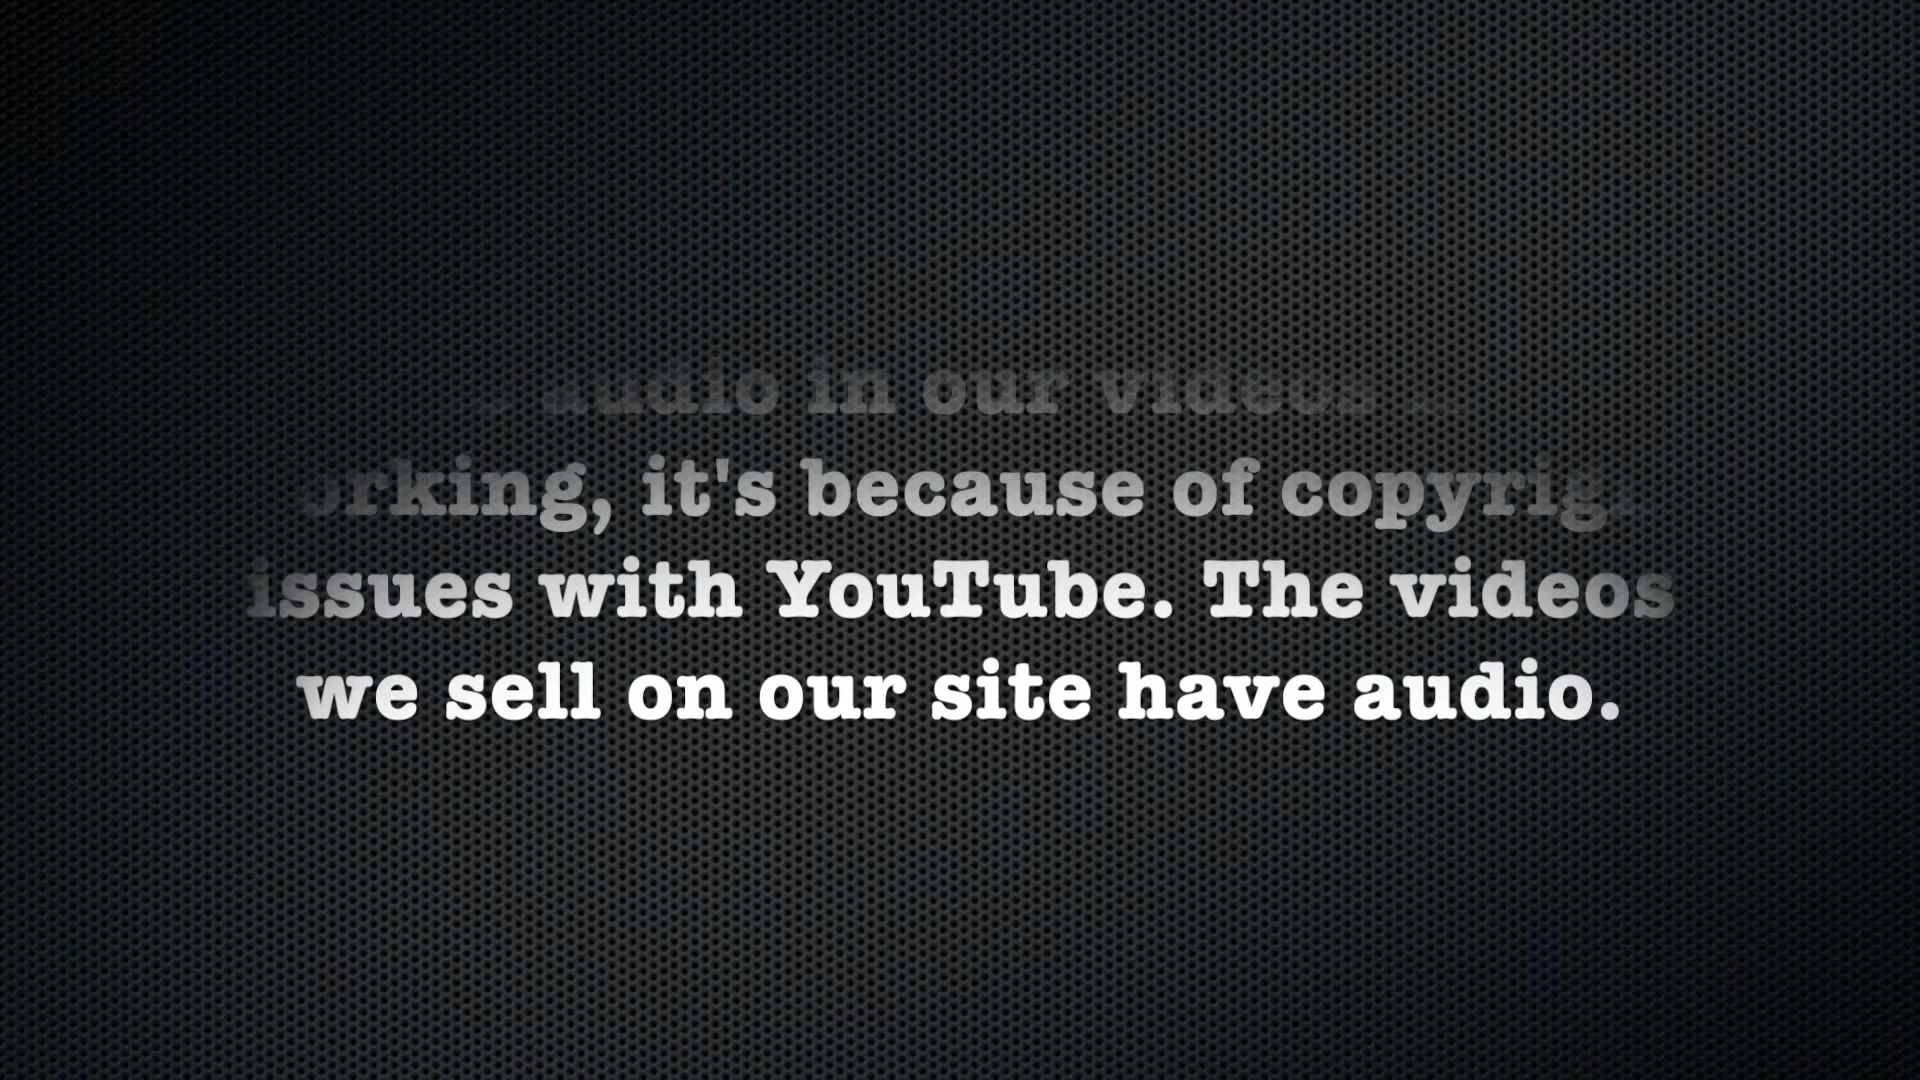 audio in our videos
orking, it's because of copyrig
issues with YouTube. The videos
we sell on our site have audio.